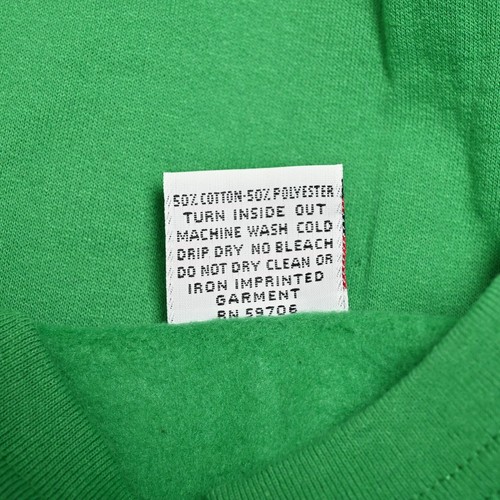 50% COTTON-50% POLYESTER
TURN INSIDE OUT
MACHINE WASH COLD
DRIP DRY NO BLEACH
DO NOT DRY CLEAN OR
IRON IMPRINTED
GARMENT
RN 59706